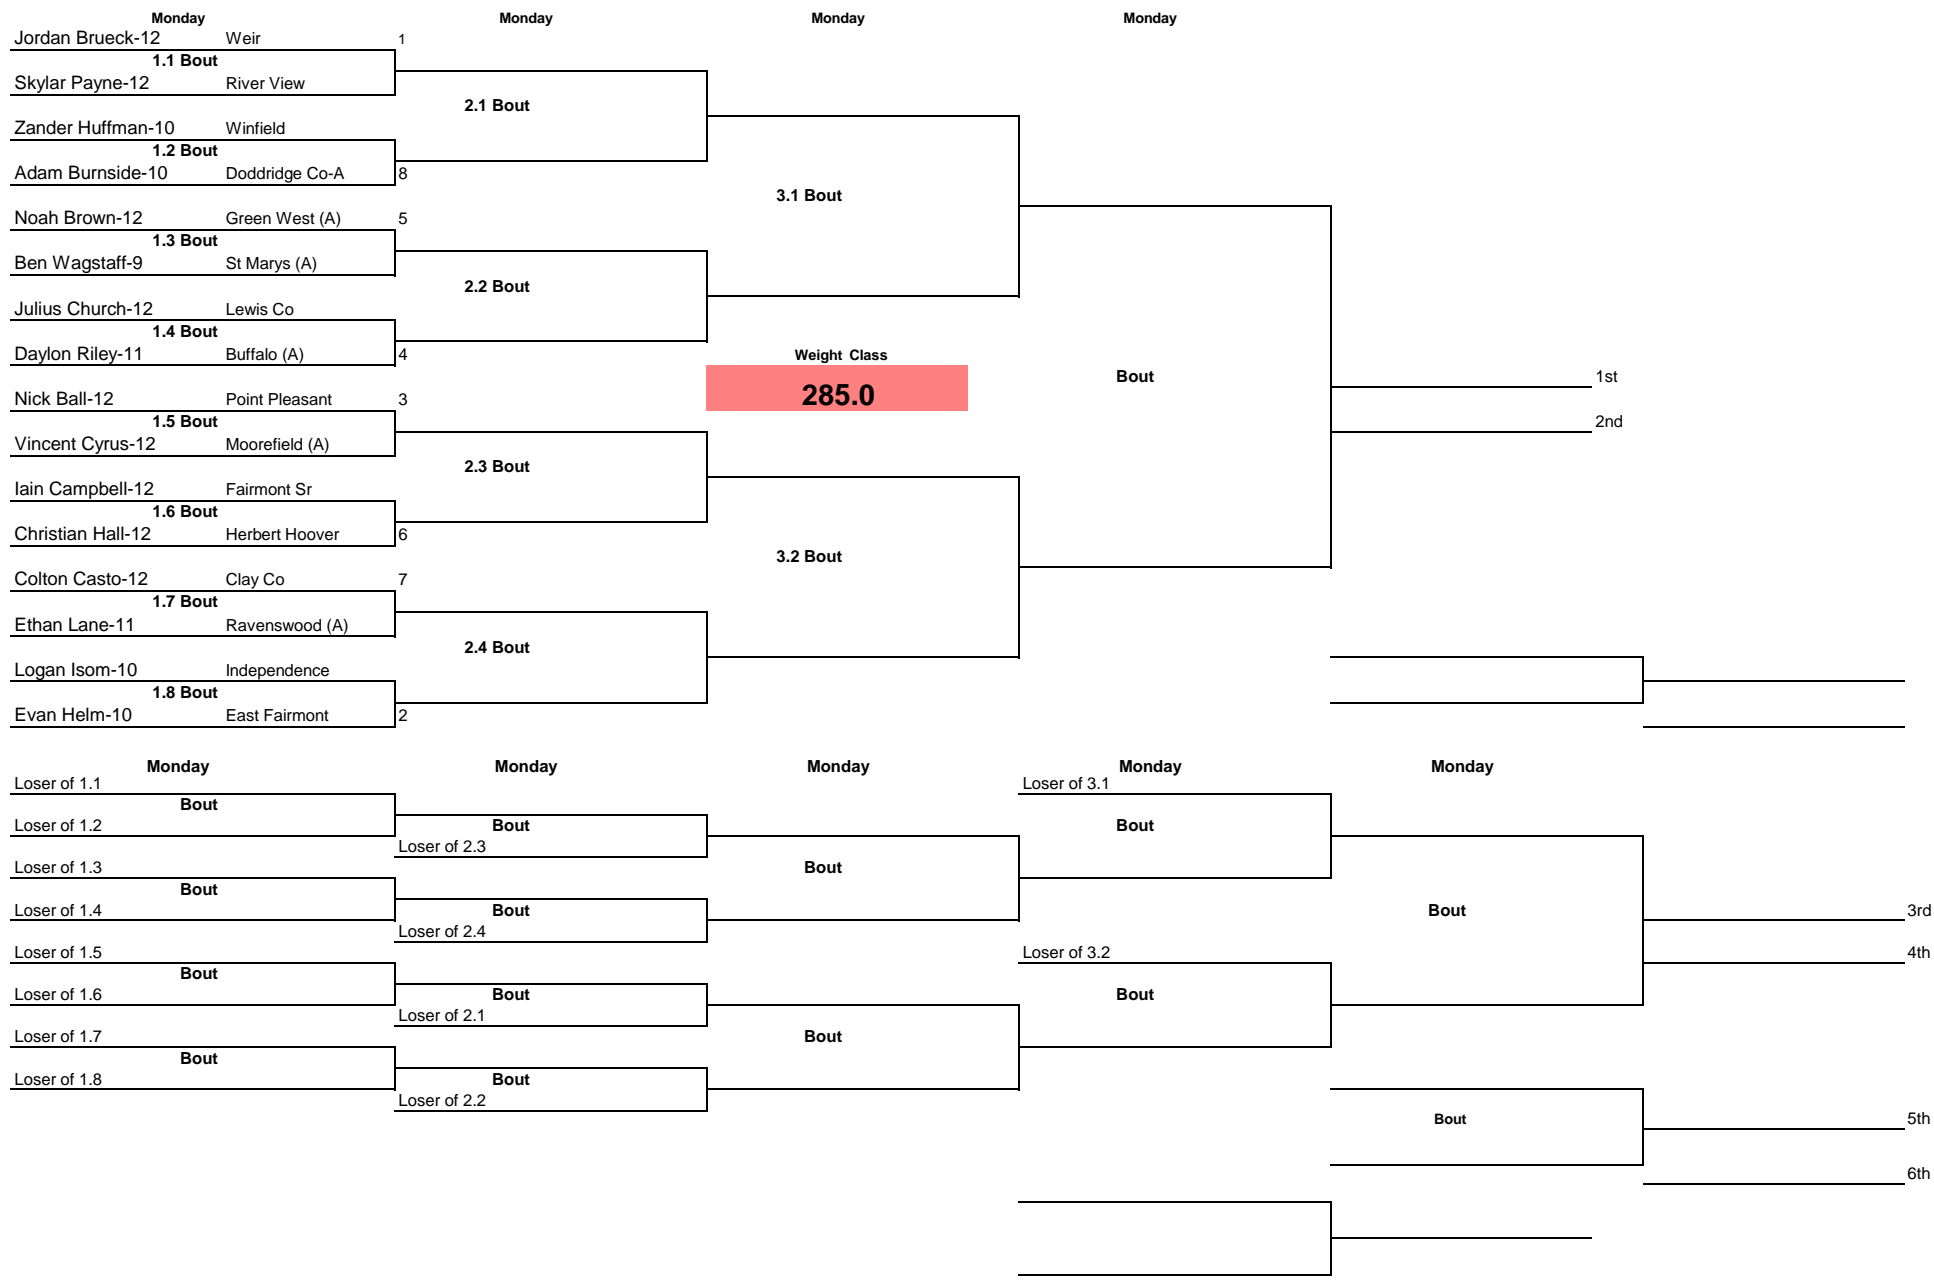 Monday Monday Monday Monday
Jordan Brueck-12 Weir 1
1.1 Bout
Skylar Payne-12 River View
2.1 Bout
Zander Huffman-10 Winfield
1.2 Bout
Adam Burnside-10 Doddridge Co-A 8
3.1 Bout
Noah Brown-12 Green West (A) 5
1.3 Bout
Ben Wagstaff-9 St Marys (A)
2.2 Bout
Julius Church-12 Lewis Co
1.4 Bout
Daylon Riley-11 Buffalo (A) 4
Weight Class
Bout 1st
285.0
Nick Ball-12 Point Pleasant 3
1.5 Bout 2nd
Vincent Cyrus-12 Moorefield (A)
2.3 Bout
Iain Campbell-12 Fairmont Sr
1.6 Bout
Christian Hall-12 Herbert Hoover 6
3.2 Bout
Colton Casto-12 Clay Co 7
1.7 Bout
Ethan Lane-11 Ravenswood (A)
2.4 Bout
Logan Isom-10 Independence
1.8 Bout
Evan Helm-10 East Fairmont 2
Monday Monday Monday Monday Monday
Loser of 1.1 Loser of 3.1
Bout
Loser of 1.2 Bout Bout
Loser of 2.3
Loser of 1.3 Bout
Bout
Loser of 1.4 Bout Bout 3rd
Loser of 2.4
Loser of 1.5 Loser of 3.2 4th
Bout
Loser of 1.6 Bout Bout
Loser of 2.1
Loser of 1.7 Bout
Bout
Loser of 1.8 Bout
Loser of 2.2
Bout 5th
6th